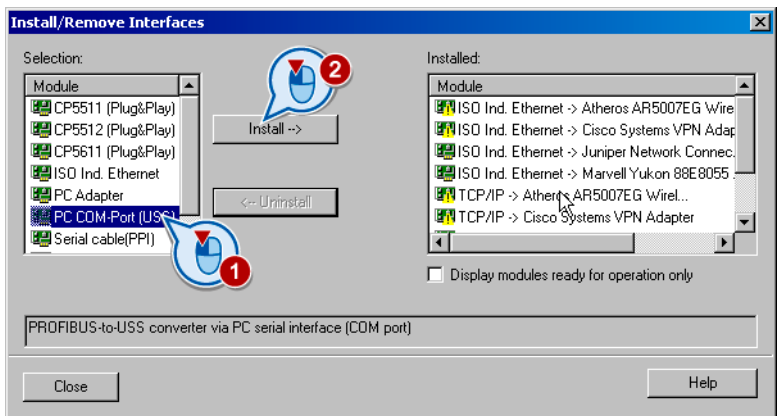 Install/Remove Interfaces
Selection:
Module
CP5511 (Plug&Play)
CP5512 (Plug&Play)
CP5611 (Plug&Play)
ISO Ind. Ethernet
PC Adapter
PC COM-Port (USS)
Serial cable(PPI)
1
2
Install -->
<-- Uninstall
Installed:
Module
ISO Ind. Ethernet -> Atheros AR5007EG Wire
ISO Ind. Ethernet -> Cisco Systems VPN Adap
ISO Ind. Ethernet -> Juniper Network Connec.
ISO Ind. Ethernet -> Marvell Yukon 88E8055 .
TCP/IP -> Atheros AR5007EG Wirel...
TCP/IP -> Cisco Systems VPN Adapter
Display modules ready for operation only
PROFIBUS-to-USS converter via PC serial interface (COM port)
Close
Help